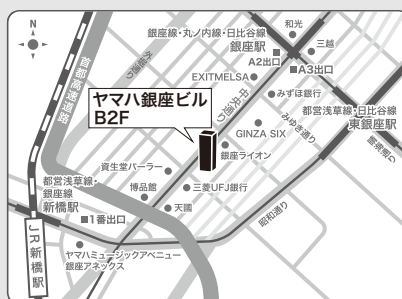 N
和光
銀座線・丸ノ内線・日比谷線
銀座駅
三越
A2出口
A3出口
外堀通り
EXITMELSA
中央通り
みずほ銀行
首都高速道路
ヤマハ銀座ビル
B2F
都営浅草線・日比谷線
東銀座駅
みゆき通り
GINZA SIX
晴海通り
銀座ライオン
資生堂パーラー
都営浅草線・
銀座線
新橋駅
博品館
三菱UFJ銀行
天國
1番出口
昭和通り
JR新橋駅
ヤマハミュージックアベニュー
銀座アネックス